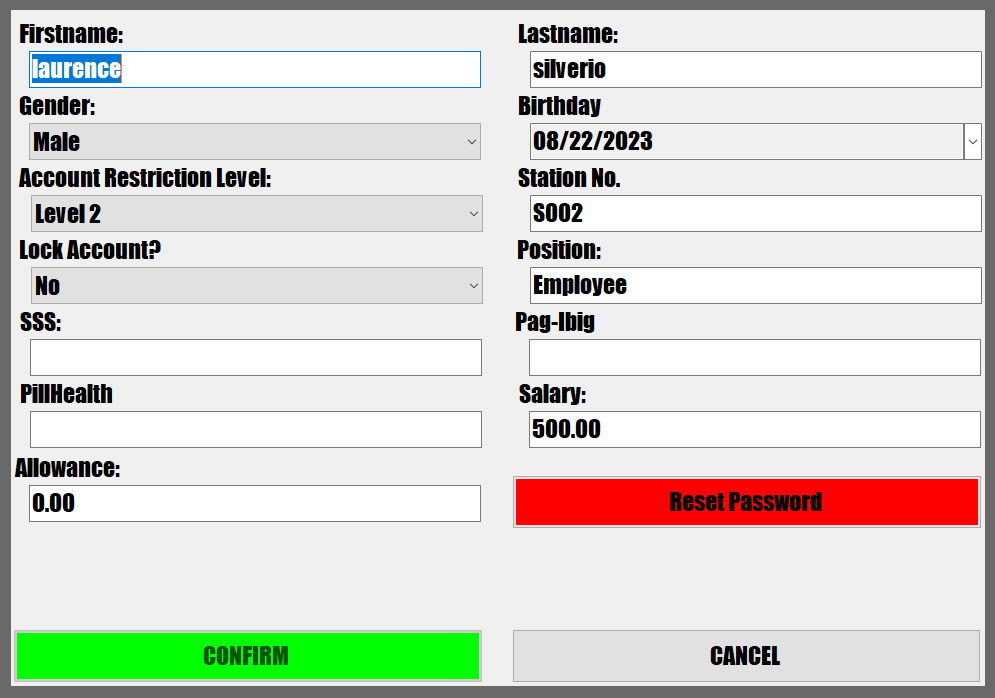 Firstname:
Lastname:
laurence
silverio
Gender:
Birthday
Male
08/22/2023
Account Restriction Level:
Station No.
Level 2
S002
Lock Account?
Position:
No
Employee
SSS:
Pag-Ibig
PillHealth
Salary:
500.00
Allowance:
0.00
Reset Password
CONFIRM
CANCEL